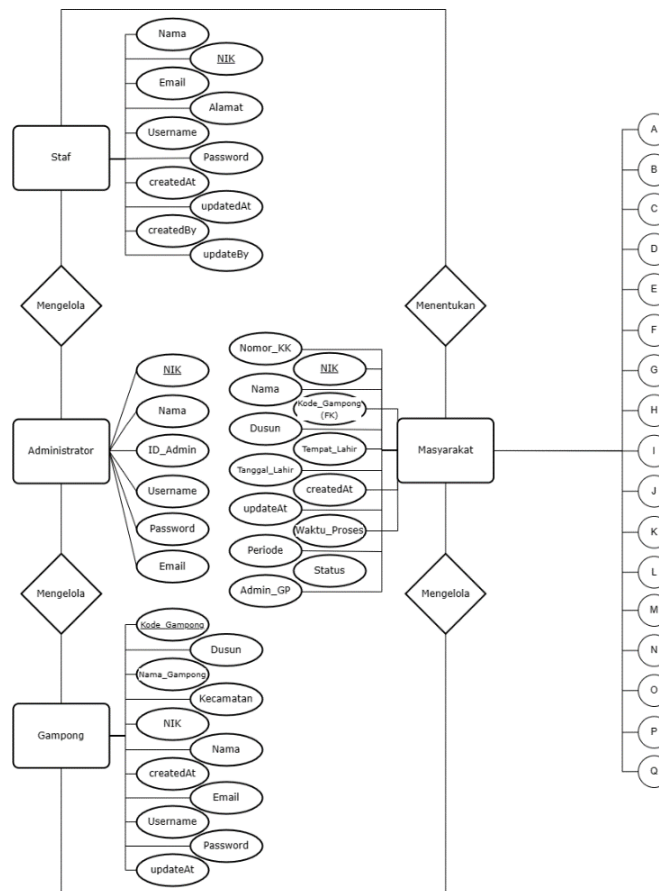 Nama
NIK
Email
Alamat
Username
Staf
Password
createdAt
updatedAt
createdBy
updateBy
Mengelola
Menentukan
NIK
Nama
ID_Admin
Administrator
Username
Password
Email
Nomor_KK
NIK
Nama
Kode_Gampong
(FK)
Dusun
Tempat_Lahir
Masyarakat
Tanggal_Lahir
createdAt
updateAt
Waktu_Proses
Periode
Status
Admin_GP
Mengelola
Mengelola
Kode_Gampong
Dusun
Nama_Gampong
Kecamatan
NIK
Gampong
Nama
createdAt
Email
Username
Password
updateAt
A
B
C
D
E
F
G
H
I
J
K
L
M
N
O
P
Q